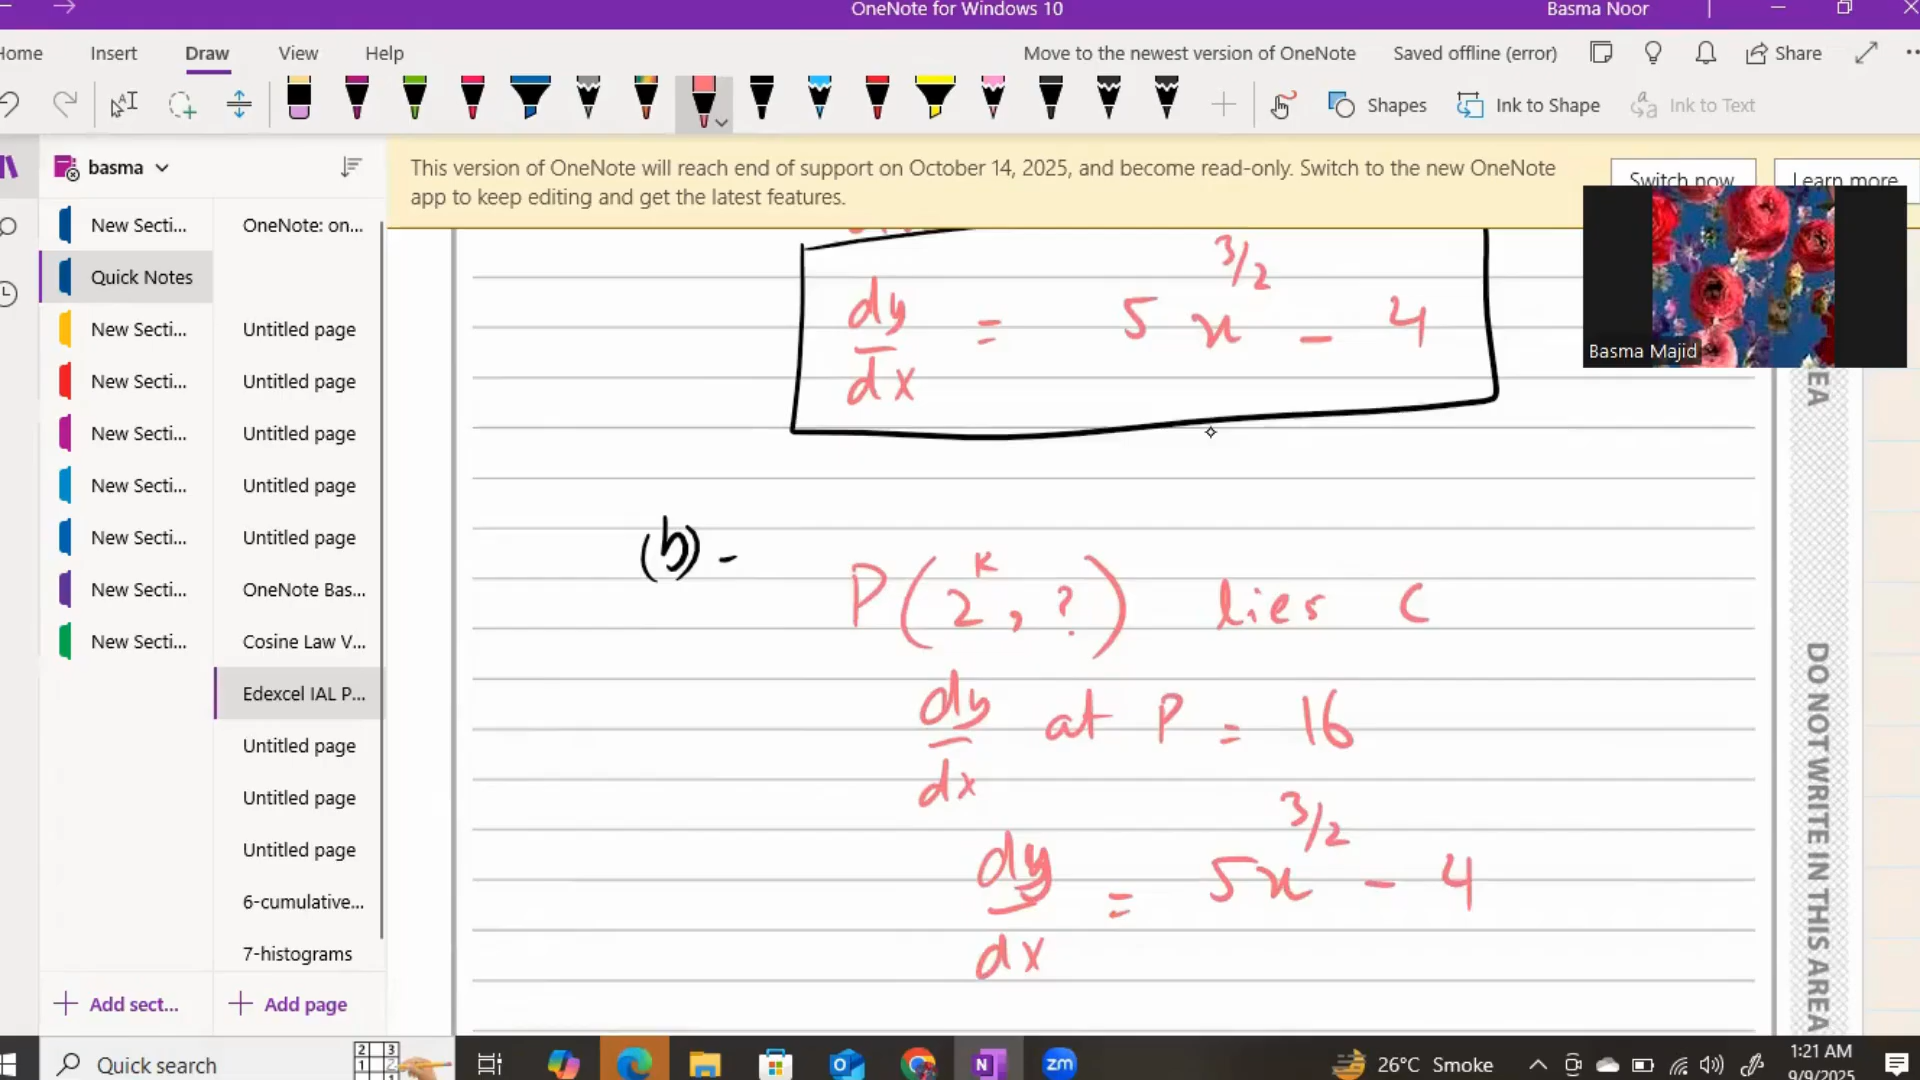 OneNote for Windows 10
Basma Noor
Home Insert Draw View Help
Move to the newest version of OneNote Saved offline (error) Share
Shapes Ink to Shape Ink to Text
basma
This version of OneNote will reach end of support on October 14, 2025, and become read-only. Switch to the new OneNote
app to keep editing and get the latest features.
Switch now Learn more
New Secti...
Quick Notes
New Secti...
New Secti...
New Secti...
New Secti...
New Secti...
New Secti...
New Secti...
Add sect...
OneNote: on...
Untitled page
Untitled page
Untitled page
Untitled page
Untitled page
OneNote Bas...
Cosine Law V...
Edexcel IAL P...
Untitled page
Untitled page
Untitled page
6-cumulative...
7-histograms
Add page
Basma Majid
dy/dx = 5x^3/2 - 4
(b) -
P(2^k, ?) lies C
dy/dx at P = 16
dy/dx = 5x^3/2 - 4
EA
DO NOT WRITE IN THIS AREA
Quick search
26°C Smoke
1:21 AM
9/9/2025